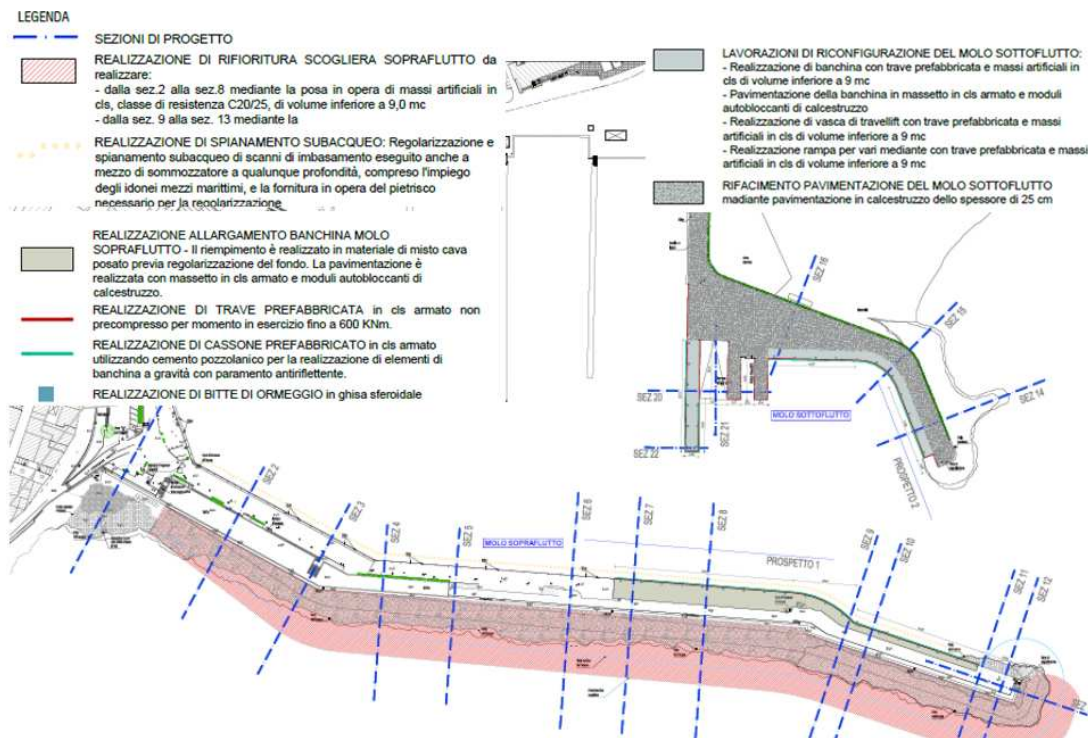 LEGENDA
SEZIONI DI PROGETTO
REALIZZAZIONE DI RIFIORITURA SCOGLIERA SOPRAFLUTTO da
realizzare:
- dalla sez.2 alla sez.8 mediante la posa in opera di massi artificiali in
cls, classe di resistenza C20/25, di volume inferiore a 9,0 mc
- dalla sez. 9 alla sez. 13 mediante la
REALIZZAZIONE DI SPIANAMENTO SUBACQUEO: Regolarizzazione e
spianamento subacqueo di scanni di imbasamento eseguito anche a
mezzo di sommozzatore a qualunque profondità, compreso l'impiego
degli idonei mezzi marittimi, e la fornitura in opera del pietrisco
necessario per la regolarizzazione
REALIZZAZIONE ALLARGAMENTO BANCHINA MOLO
SOPRAFLUTTO - Il riempimento è realizzato in materiale di misto cava
posato previa regolarizzazione del fondo. La pavimentazione è
realizzata con massetto in cls armato e moduli autobloccanti di
calcestruzzo.
REALIZZAZIONE DI TRAVE PREFABBRICATA in cls armato non
precompresso per momento in esercizio fino a 600 KNm.
REALIZZAZIONE DI CASSONE PREFABBRICATO in cls armato
utilizzando cemento pozzolanico per la realizzazione di elementi di
banchina a gravità con paramento antiriflettente.
REALIZZAZIONE DI BITTE DI ORMEGGIO in ghisa sferoidale
LAVORAZIONI DI RICONFIGURAZIONE DEL MOLO SOTTOFLUTTO:
- Realizzazione di banchina con trave prefabbricata e massi artificiali in
cls di volume inferiore a 9 mc
- Pavimentazione della banchina in massetto in cls armato e moduli
autobloccanti di calcestruzzo
- Realizzazione di vasca di travellift con trave prefabbricata e massi
artificiali in cls di volume inferiore a 9 mc
- Realizzazione rampa per vari mediante con trave prefabbricata e massi
artificiali in cls di volume inferiore a 9 mc
RIFACIMENTO PAVIMENTAZIONE DEL MOLO SOTTOFLUTTO
madiante pavimentazione in calcestruzzo dello spessore di 25 cm
SEZ 16
SEZ 15
SEZ 14
SEZ 20
SEZ 21
SEZ 22
MOLO SOTTOFLUTTO
PROSPETTO 2
SEZ 2
SEZ 3
SEZ 4
SEZ 5
SEZ 6
SEZ 7
SEZ 8
SEZ 9
SEZ 10
SEZ 11
SEZ 12
MOLO SOPRAFLUTTO
PROSPETTO 1